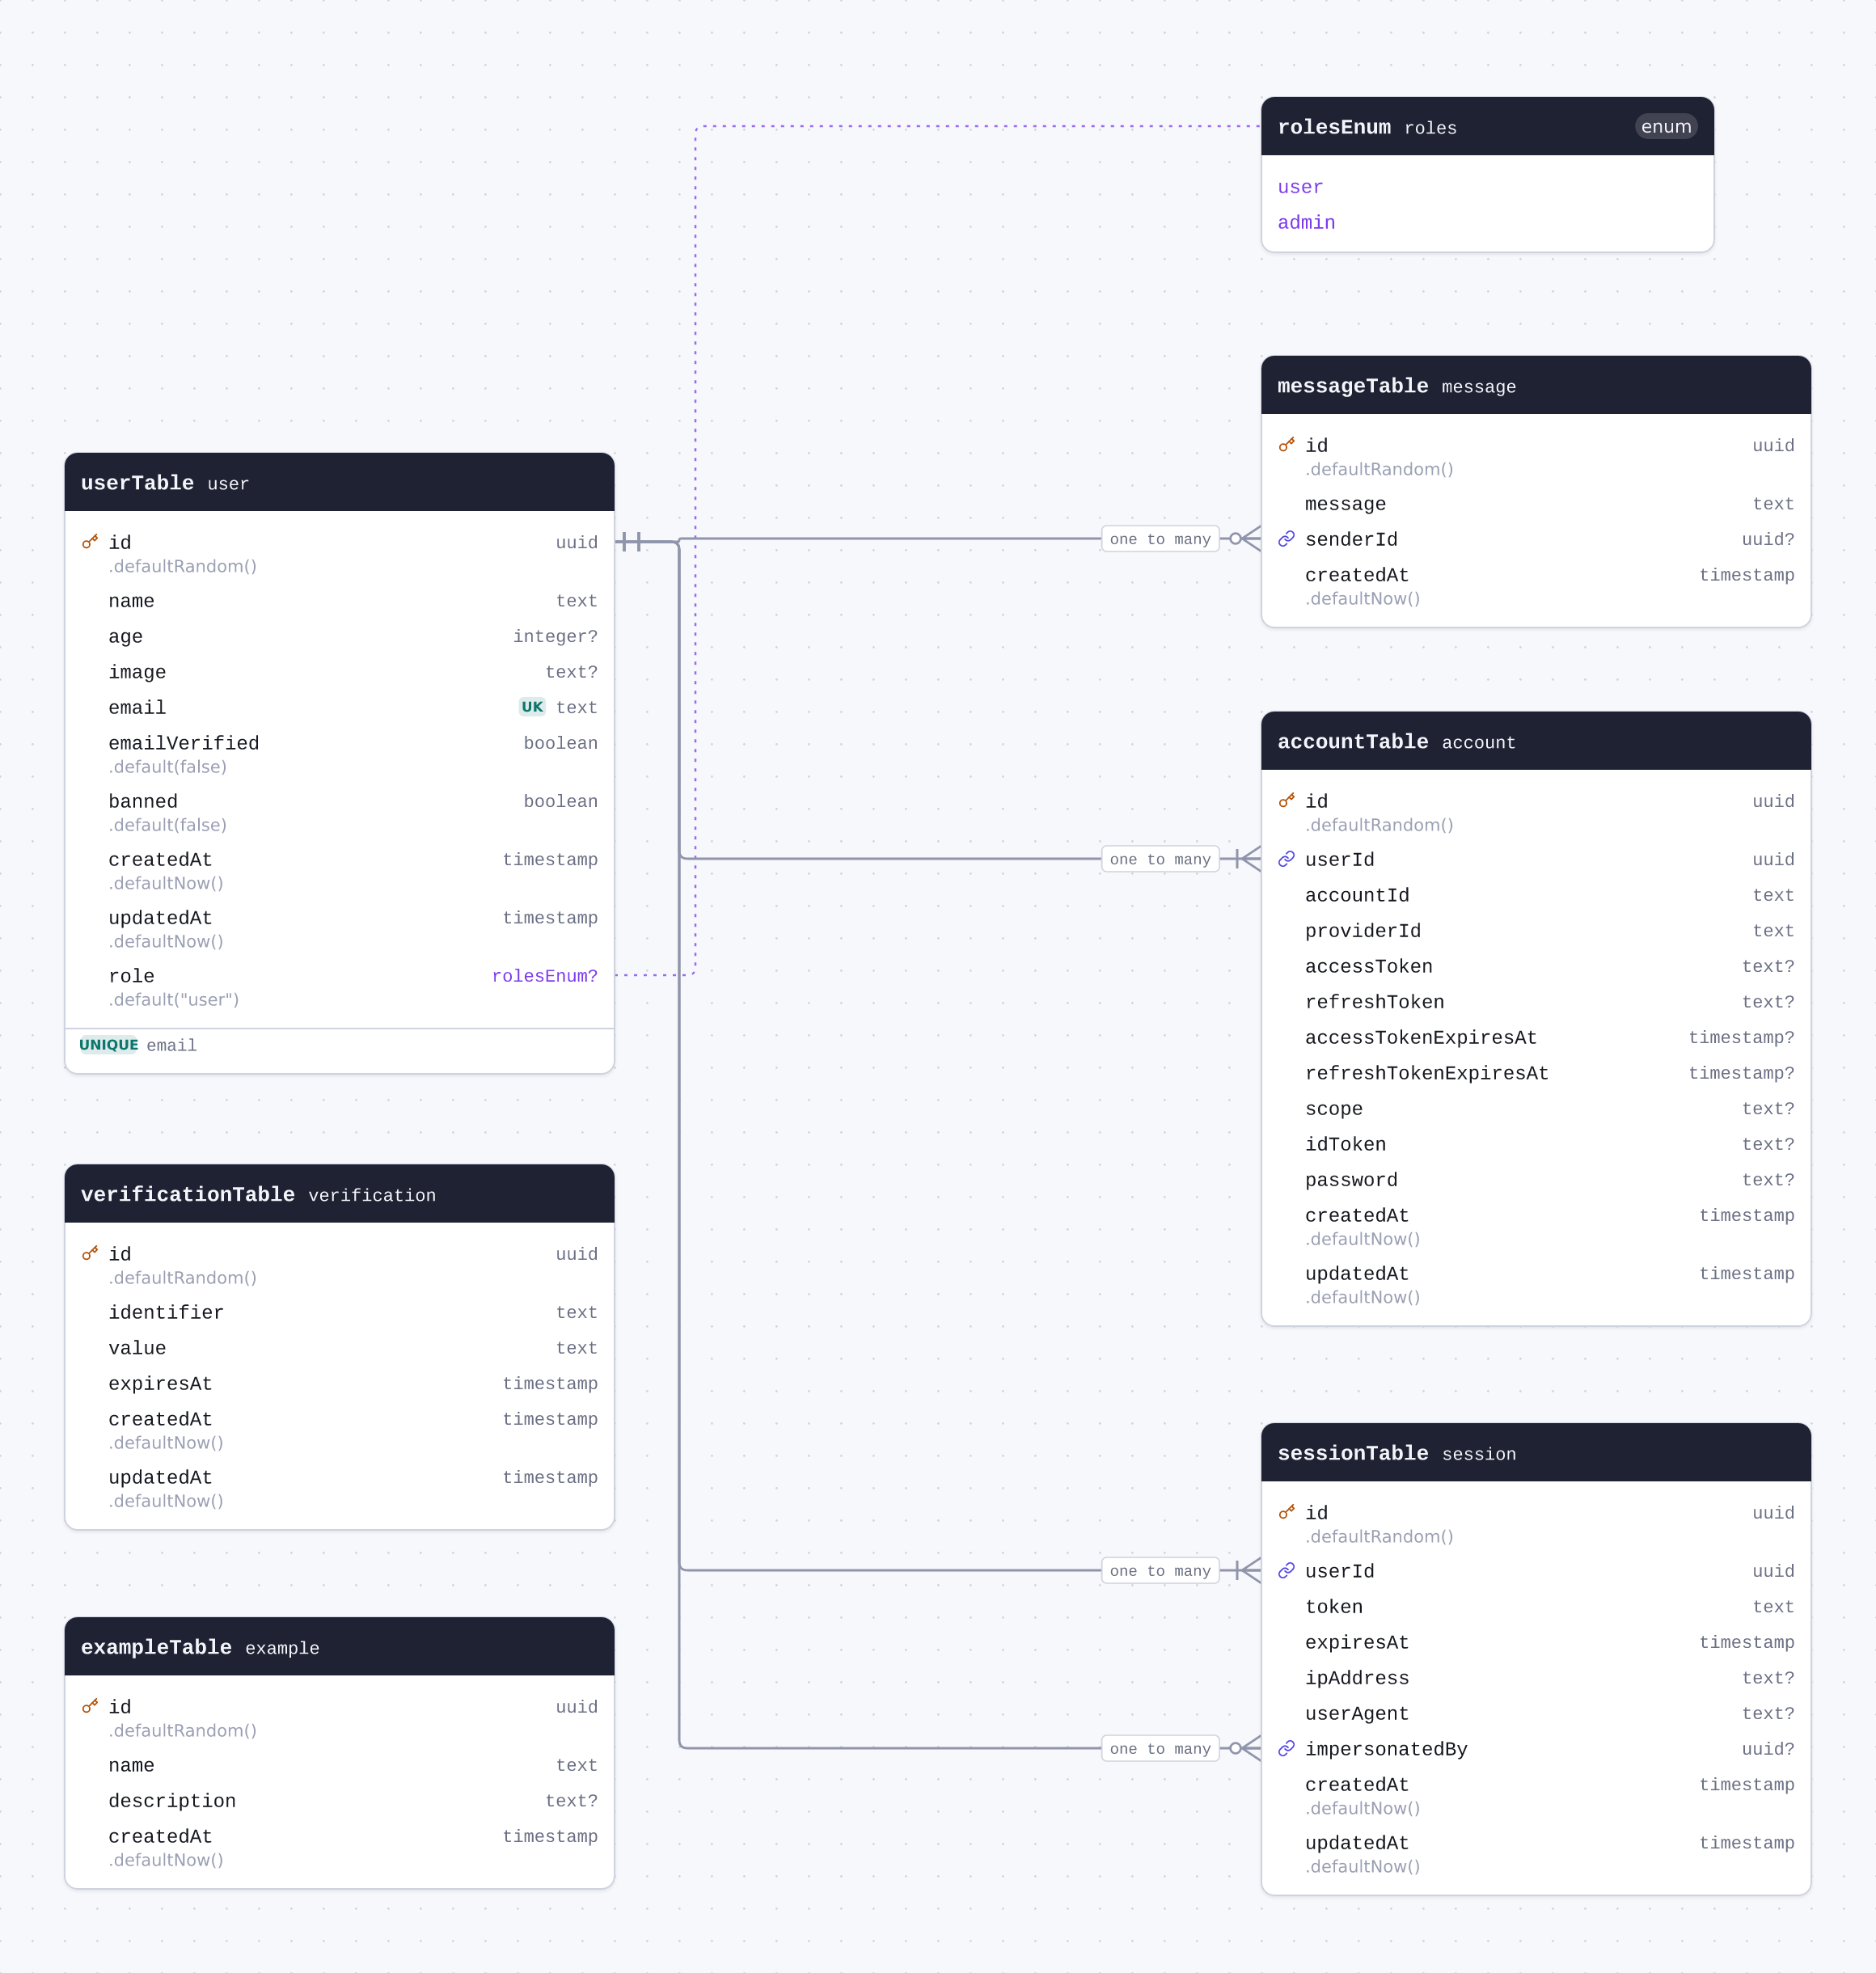 rolesEnum roles enum
user
admin
messageTable message
id uuid
.defaultRandom()
message text
senderId uuid?
createdAt timestamp
.defaultNow()
one to many
userTable user
id uuid
.defaultRandom()
name text
age integer?
image text?
email UK text
emailVerified boolean
.default(false)
banned boolean
.default(false)
createdAt timestamp
.defaultNow()
updatedAt timestamp
.defaultNow()
role rolesEnum?
.default("user")
UNIQUE email
accountTable account
id uuid
.defaultRandom()
userId uuid
accountId text
providerId text
accessToken text?
refreshToken text?
accessTokenExpiresAt timestamp?
refreshTokenExpiresAt timestamp?
scope text?
idToken text?
password text?
createdAt timestamp
.defaultNow()
updatedAt timestamp
.defaultNow()
one to many
verificationTable verification
id uuid
.defaultRandom()
identifier text
value text
expiresAt timestamp
createdAt timestamp
.defaultNow()
updatedAt timestamp
.defaultNow()
sessionTable session
id uuid
.defaultRandom()
userId uuid
token text
expiresAt timestamp
ipAddress text?
userAgent text?
impersonatedBy uuid?
createdAt timestamp
.defaultNow()
updatedAt timestamp
.defaultNow()
one to many
one to many
exampleTable example
id uuid
.defaultRandom()
name text
description text?
createdAt timestamp
.defaultNow()